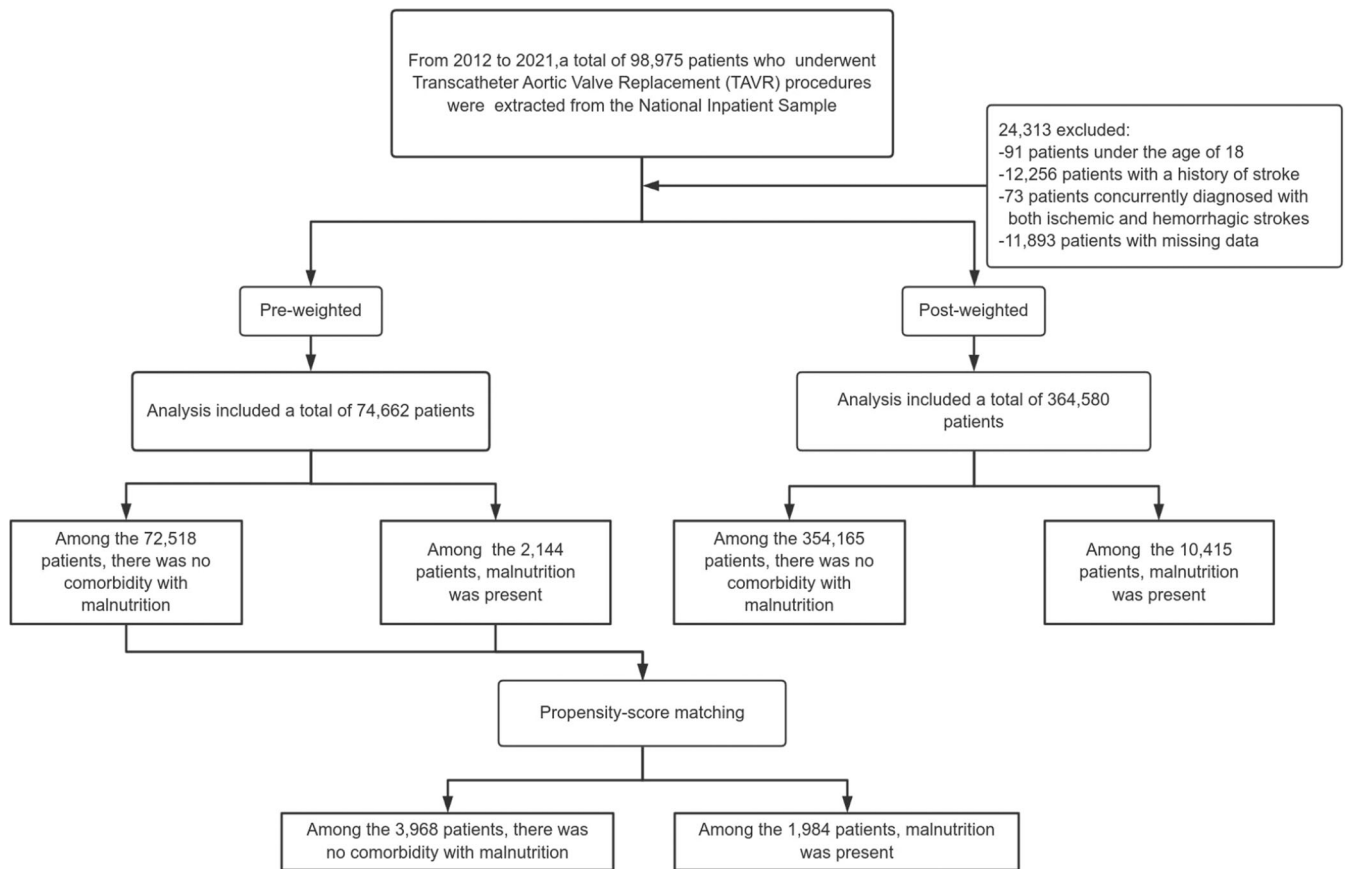 From 2012 to 2021,a total of 98,975 patients who underwent
Transcatheter Aortic Valve Replacement (TAVR) procedures
were extracted from the National Inpatient Sample
24,313 excluded:
-91 patients under the age of 18
-12,256 patients with a history of stroke
-73 patients concurrently diagnosed with
both ischemic and hemorrhagic strokes
-11,893 patients with missing data
Pre-weighted
Post-weighted
Analysis included a total of 74,662 patients
Analysis included a total of 364,580
patients
Among the 72,518
patients, there was no
comorbidity with
malnutrition
Among the 2,144
patients, malnutrition
was present
Among the 354,165
patients, there was no
comorbidity with
malnutrition
Among the 10,415
patients, malnutrition
was present
Propensity-score matching
Among the 3,968 patients, there was
no comorbidity with malnutrition
Among the 1,984 patients, malnutrition
was present